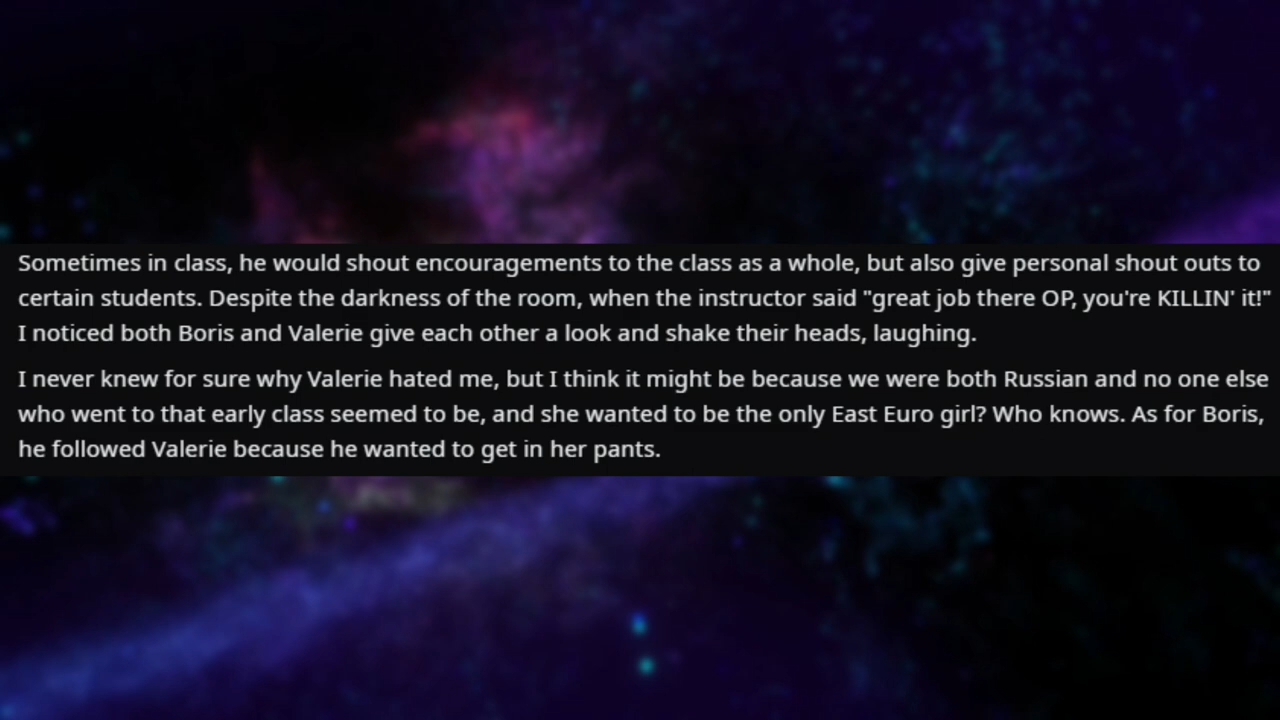 Sometimes in class, he would shout encouragements to the class as a whole, but also give personal shout outs to
certain students. Despite the darkness of the room, when the instructor said "great job there OP, you're KILLIN' it!"
I noticed both Boris and Valerie give each other a look and shake their heads, laughing.
I never knew for sure why Valerie hated me, but I think it might be because we were both Russian and no one else
who went to that early class seemed to be, and she wanted to be the only East Euro girl? Who knows. As for Boris,
he followed Valerie because he wanted to get in her pants.